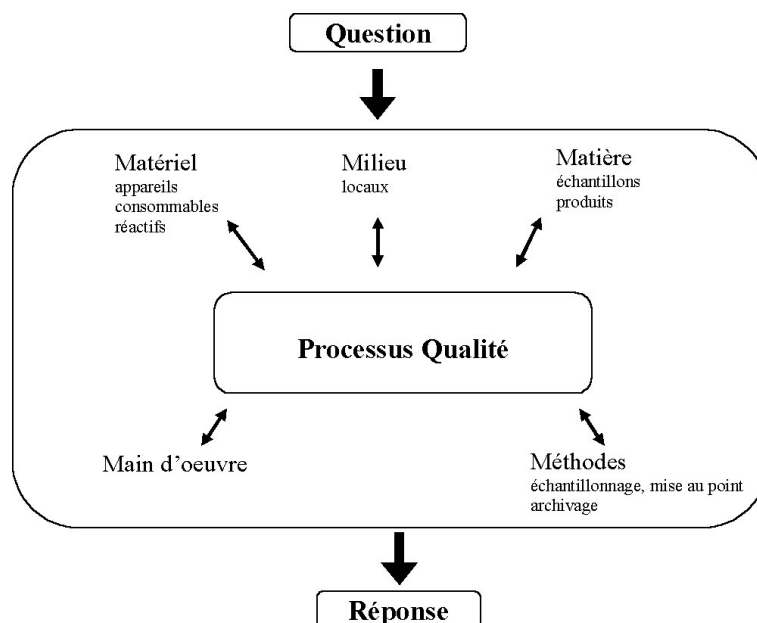 Question
Matériel
appareils
consommables
réactifs
Milieu
locaux
Matière
échantillons
produits
Processus Qualité
Main d'oeuvre
Méthodes
échantillonnage, mise au point
archivage
Réponse